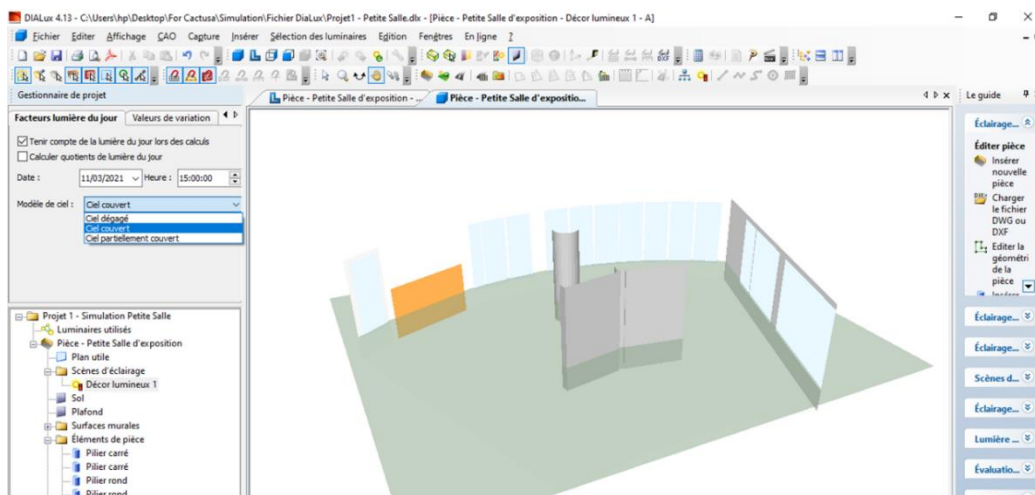 DIALux 4.13 - C:\Users\hp\Desktop\For Cactusa\Simulation\Fichier DiaLux\Projet1 - Petite Salle.dlx - [Pièce - Petite Salle d'exposition - Décor lumineux 1 - A]
Fichier Editer Affichage CAO Capture Insérer Sélection des luminaires Edition Fenêtres En ligne ?
Gestionnaire de projet
Pièce - Petite Salle d'exposition - ...
Pièce - Petite Salle d'expositio...
Le guide
Facteurs lumière du jour
Valeurs de variation
Tenir compte de la lumière du jour lors des calculs
Calculer quotients de lumière du jour
Date : 11/03/2021 Heure : 15:00:00
Modèle de ciel : Ciel couvert
Ciel dégagé
Ciel couvert
Ciel partiellement couvert
Projet 1 - Simulation Petite Salle
Luminaires utilisés
Pièce - Petite Salle d'exposition
Plan utile
Scènes d'éclairage
Décor lumineux 1
Sol
Plafond
Surfaces murales
Éléments de pièce
Pilier carré
Pilier carré
Pilier rond
Pilier rond
Éclairage...
Éditer pièce
Insérer
nouvelle
pièce
Charger
le fichier
DWG ou
DXF
Editer la
géométri
de la
pièce
Insérer
Éclairage...
Éclairage...
Scènes d...
Éclairage...
Lumière ...
Évaluatio...